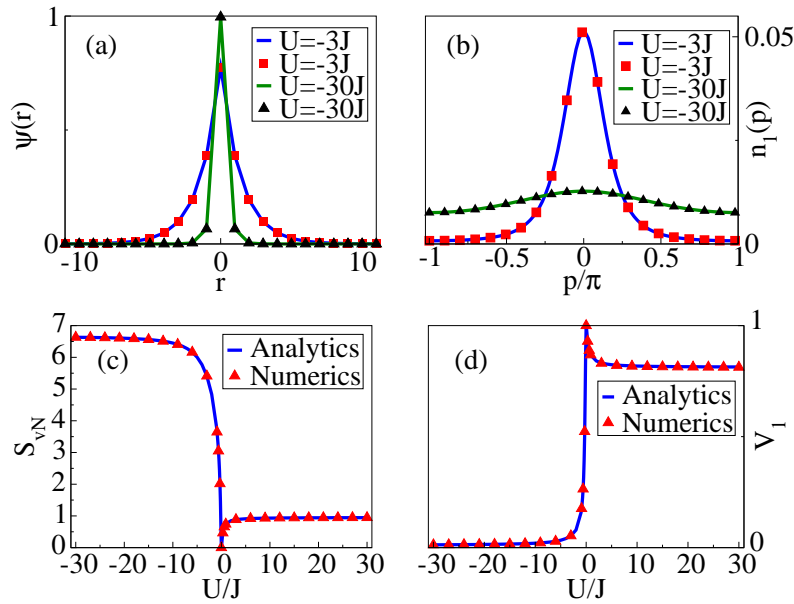 1
(a)
U=-3J
U=-3J
U=-30J
U=-30J
ψ(r)
0
-10 0 10
r
(b)
U=-3J
U=-3J
U=-30J
U=-30J
0.05
n₁(p)
0
-1 -0.5 0 0.5 1
p/π
7
6
5
4
3
2
1
0
(c)
Analytics
Numerics
S_vN
-30 -20 -10 0 10 20 30
U/J
(d)
1
Analytics
Numerics
V₁
0
-30 -20 -10 0 10 20 30
U/J